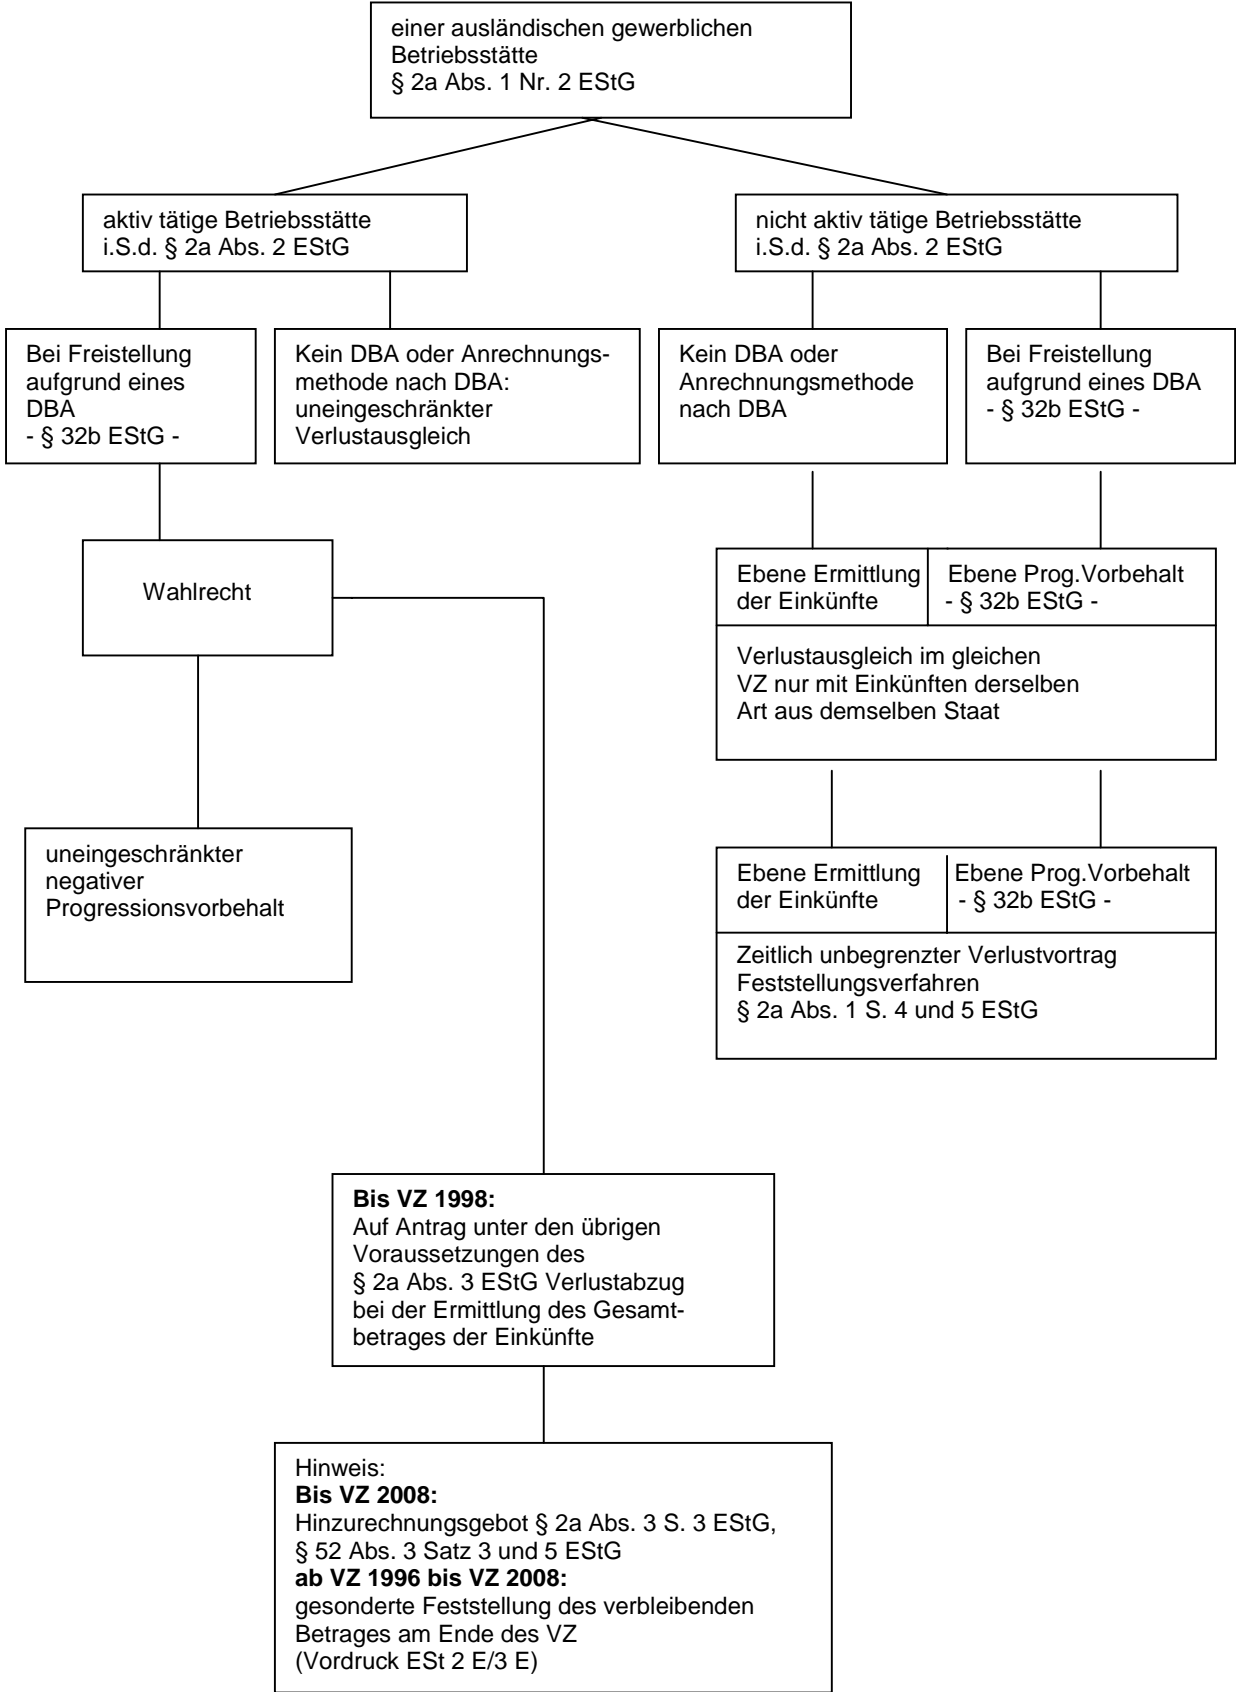 einer ausländischen gewerblichen
Betriebsstätte
§ 2a Abs. 1 Nr. 2 EStG
aktiv tätige Betriebsstätte
i.S.d. § 2a Abs. 2 EStG
nicht aktiv tätige Betriebsstätte
i.S.d. § 2a Abs. 2 EStG
Bei Freistellung
aufgrund eines
DBA
- § 32b EStG -
Kein DBA oder Anrechnungs-
methode nach DBA:
uneingeschränkter
Verlustausgleich
Kein DBA oder
Anrechnungsmethode
nach DBA
Bei Freistellung
aufgrund eines DBA
- § 32b EStG -
Wahlrecht
Ebene Ermittlung
der Einkünfte
Ebene Prog.Vorbehalt
- § 32b EStG -
Verlustausgleich im gleichen
VZ nur mit Einkünften derselben
Art aus demselben Staat
uneingeschränkter
negativer
Progressionsvorbehalt
Ebene Ermittlung
der Einkünfte
Ebene Prog.Vorbehalt
- § 32b EStG -
Zeitlich unbegrenzter Verlustvortrag
Feststellungsverfahren
§ 2a Abs. 1 S. 4 und 5 EStG
Bis VZ 1998:
Auf Antrag unter den übrigen
Voraussetzungen des
§ 2a Abs. 3 EStG Verlustabzug
bei der Ermittlung des Gesamt-
betrages der Einkünfte
Hinweis:
Bis VZ 2008:
Hinzurechnungsgebot § 2a Abs. 3 S. 3 EStG,
§ 52 Abs. 3 Satz 3 und 5 EStG
ab VZ 1996 bis VZ 2008:
gesonderte Feststellung des verbleibenden
Betrages am Ende des VZ
(Vordruck ESt 2 E/3 E)